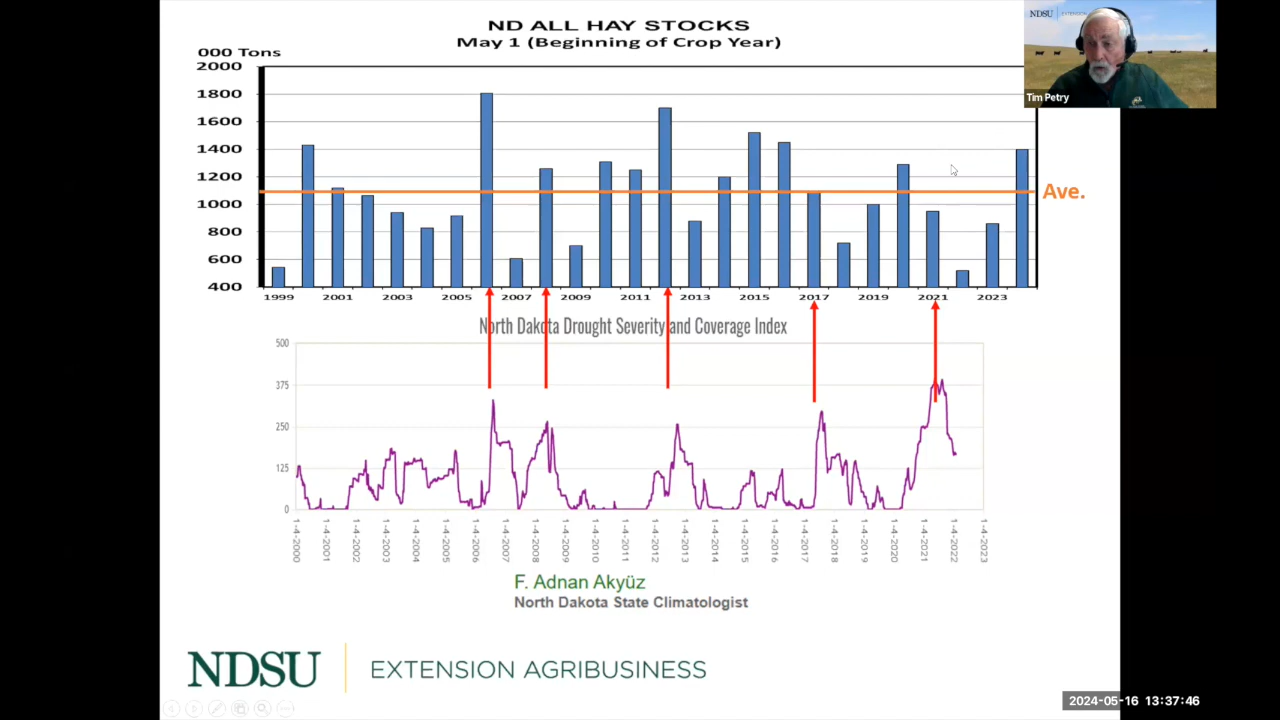 ND ALL HAY STOCKS
May 1 (Beginning of Crop Year)
000 Tons
2000
1800
1600
1400
1200
1000
800
600
400
Ave.
1999 2001 2003 2005 2007 2009 2011 2013 2015 2017 2019 2021 2023
North Dakota Drought Severity and Coverage Index
500
375
250
125
0
1-4-2000 1-4-2001 1-4-2002 1-4-2003 1-4-2004 1-4-2005 1-4-2006 1-4-2007 1-4-2008 1-4-2009 1-4-2010 1-4-2011 1-4-2012 1-4-2013 1-4-2014 1-4-2015 1-4-2016 1-4-2017 1-4-2018 1-4-2019 1-4-2020 1-4-2021 1-4-2022 1-4-2023
F. Adnan Akyüz
North Dakota State Climatologist
NDSU EXTENSION AGRIBUSINESS
NDSU EXTENSION
Tim Petry
2024-05-16 13:37:46